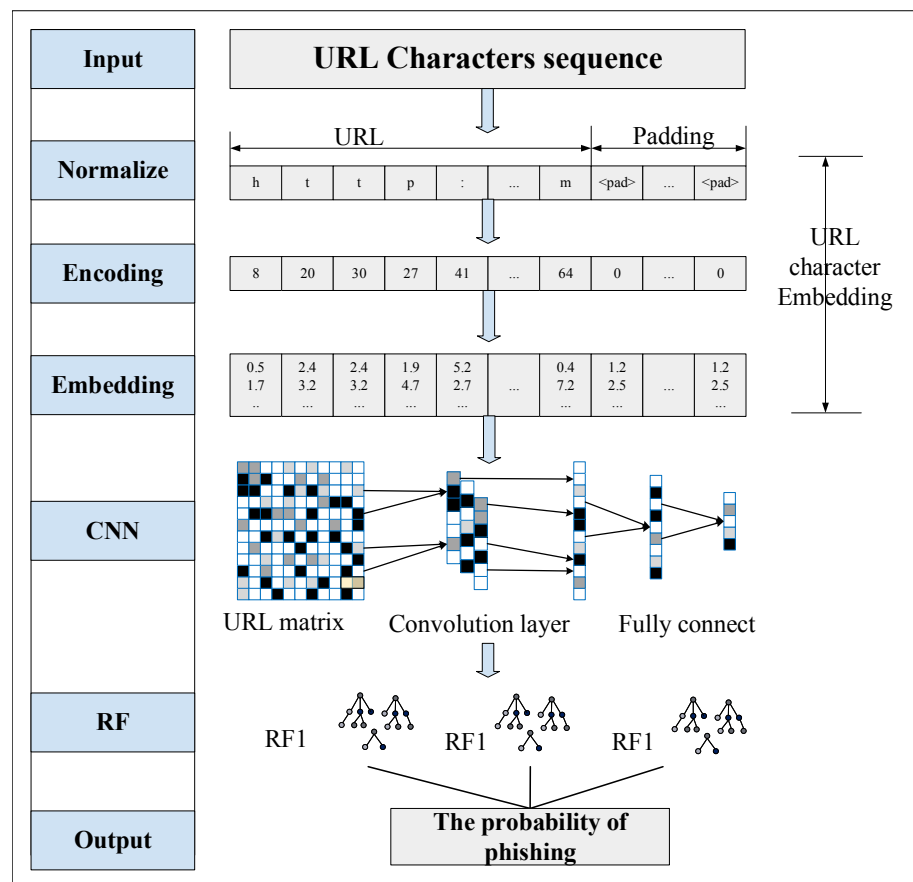 Input
URL Characters sequence
URL
Padding
Normalize
h t t p : ... m <pad> ... <pad>
URL
character
Embedding
Encoding
8 20 30 27 41 ... 64 0 ... 0
Embedding
0.5 2.4 2.4 1.9 5.2 0.4 1.2 1.2
1.7 3.2 3.2 4.7 2.7 ... 7.2 2.5 ... 2.5
.. ... ... ... ... ... ... ...
CNN
URL matrix
Convolution layer
Fully connect
RF
RF1
RF1
RF1
Output
The probability of
phishing